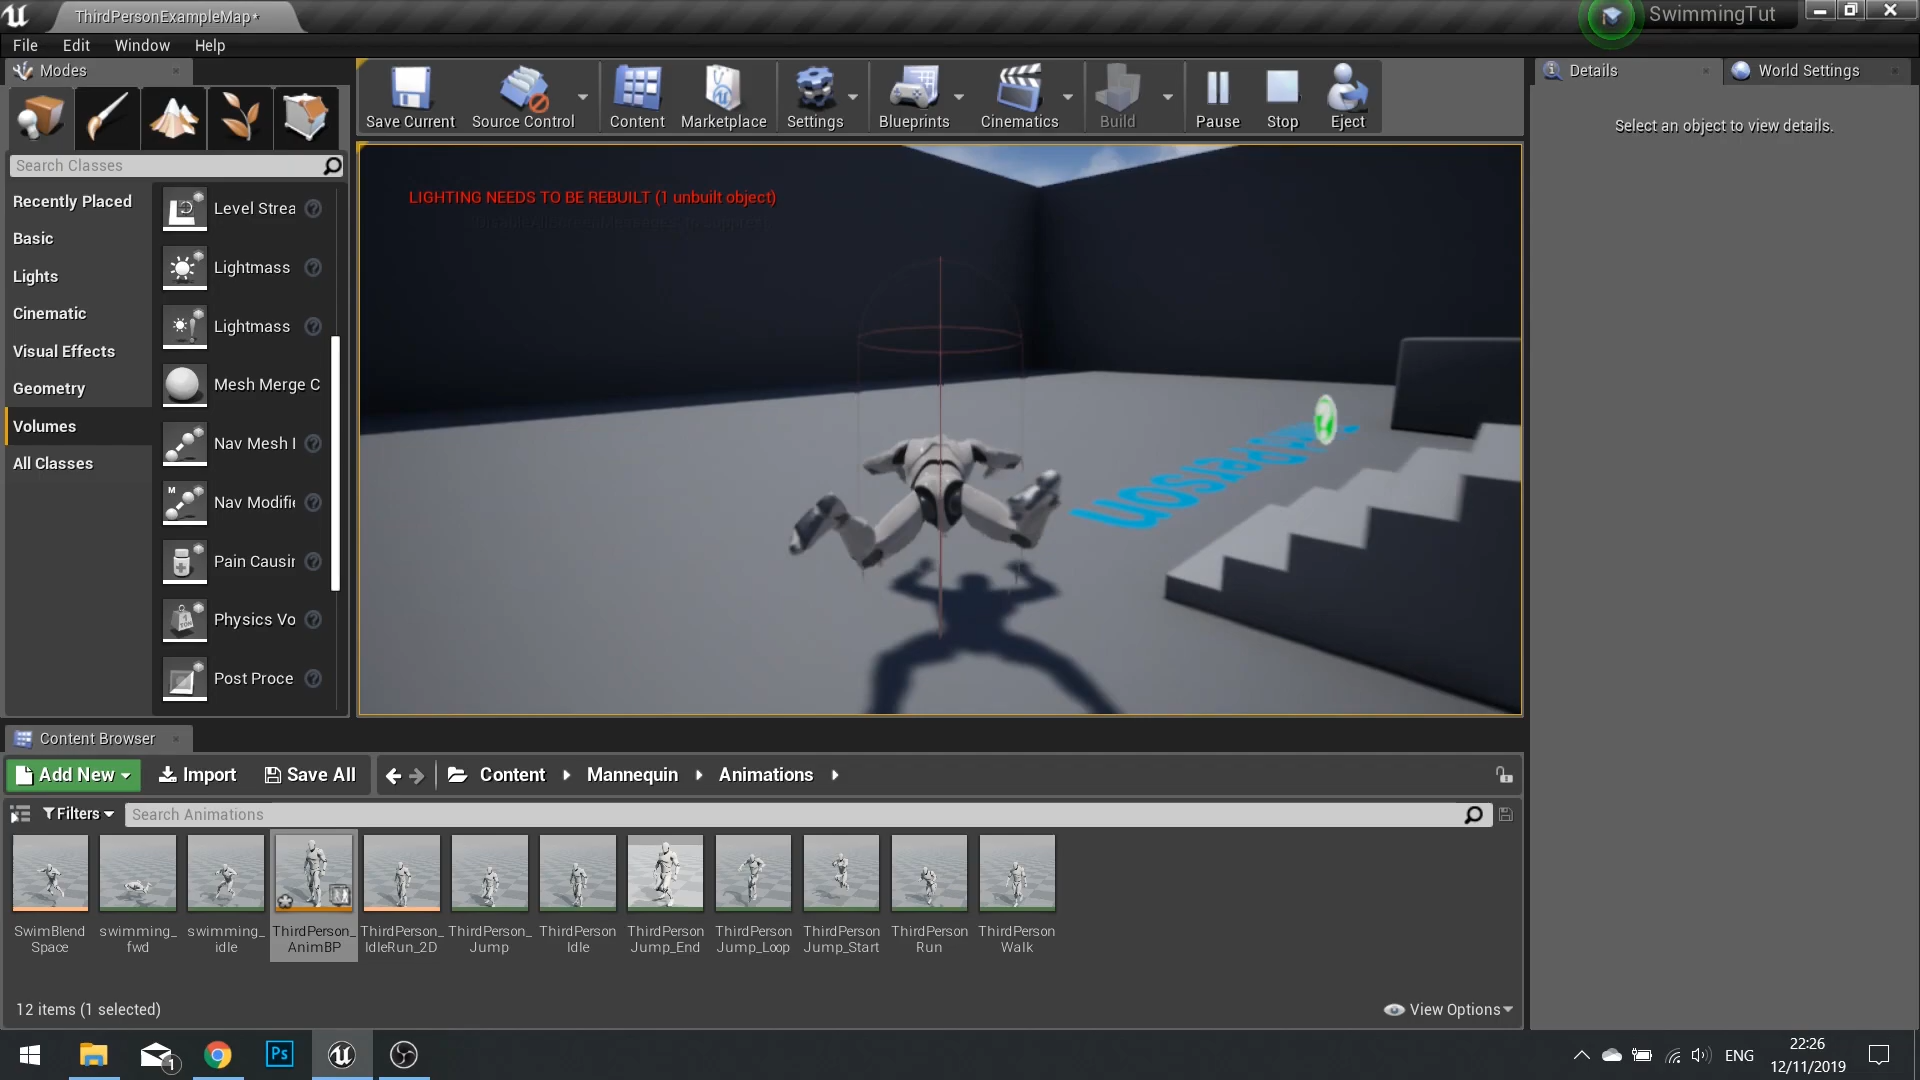 ThirdPersonExampleMap*
SwimmingTut
File Edit Window Help
Modes
Details
World Settings
Save Current
Source Control
Content
Marketplace
Settings
Blueprints
Cinematics
Build
Pause
Stop
Eject
Select an object to view details.
Search Classes
Recently Placed
Basic
Lights
Cinematic
Visual Effects
Geometry
Volumes
All Classes
Level Strea
Lightmass
Lightmass
Mesh Merge C
Nav Mesh
Nav Modifi
Pain Causin
Physics Vo
Post Proce
LIGHTING NEEDS TO BE REBUILT (1 unbuilt object)
Content Browser
Add New
Import
Save All
Content
Mannequin
Animations
Filters
Search Animations
SwimBlend
Space
swimming_
fwd
swimming_
idle
ThirdPerson_
AnimBP
ThirdPerson_
IdleRun_2D
ThirdPerson_
Jump
ThirdPerson
Idle
ThirdPerson
Jump_End
ThirdPerson
Jump_Loop
ThirdPerson
Jump_Start
ThirdPerson
Run
ThirdPerson
Walk
12 items (1 selected)
View Options
Ps
1
ENG
22:26
12/11/2019